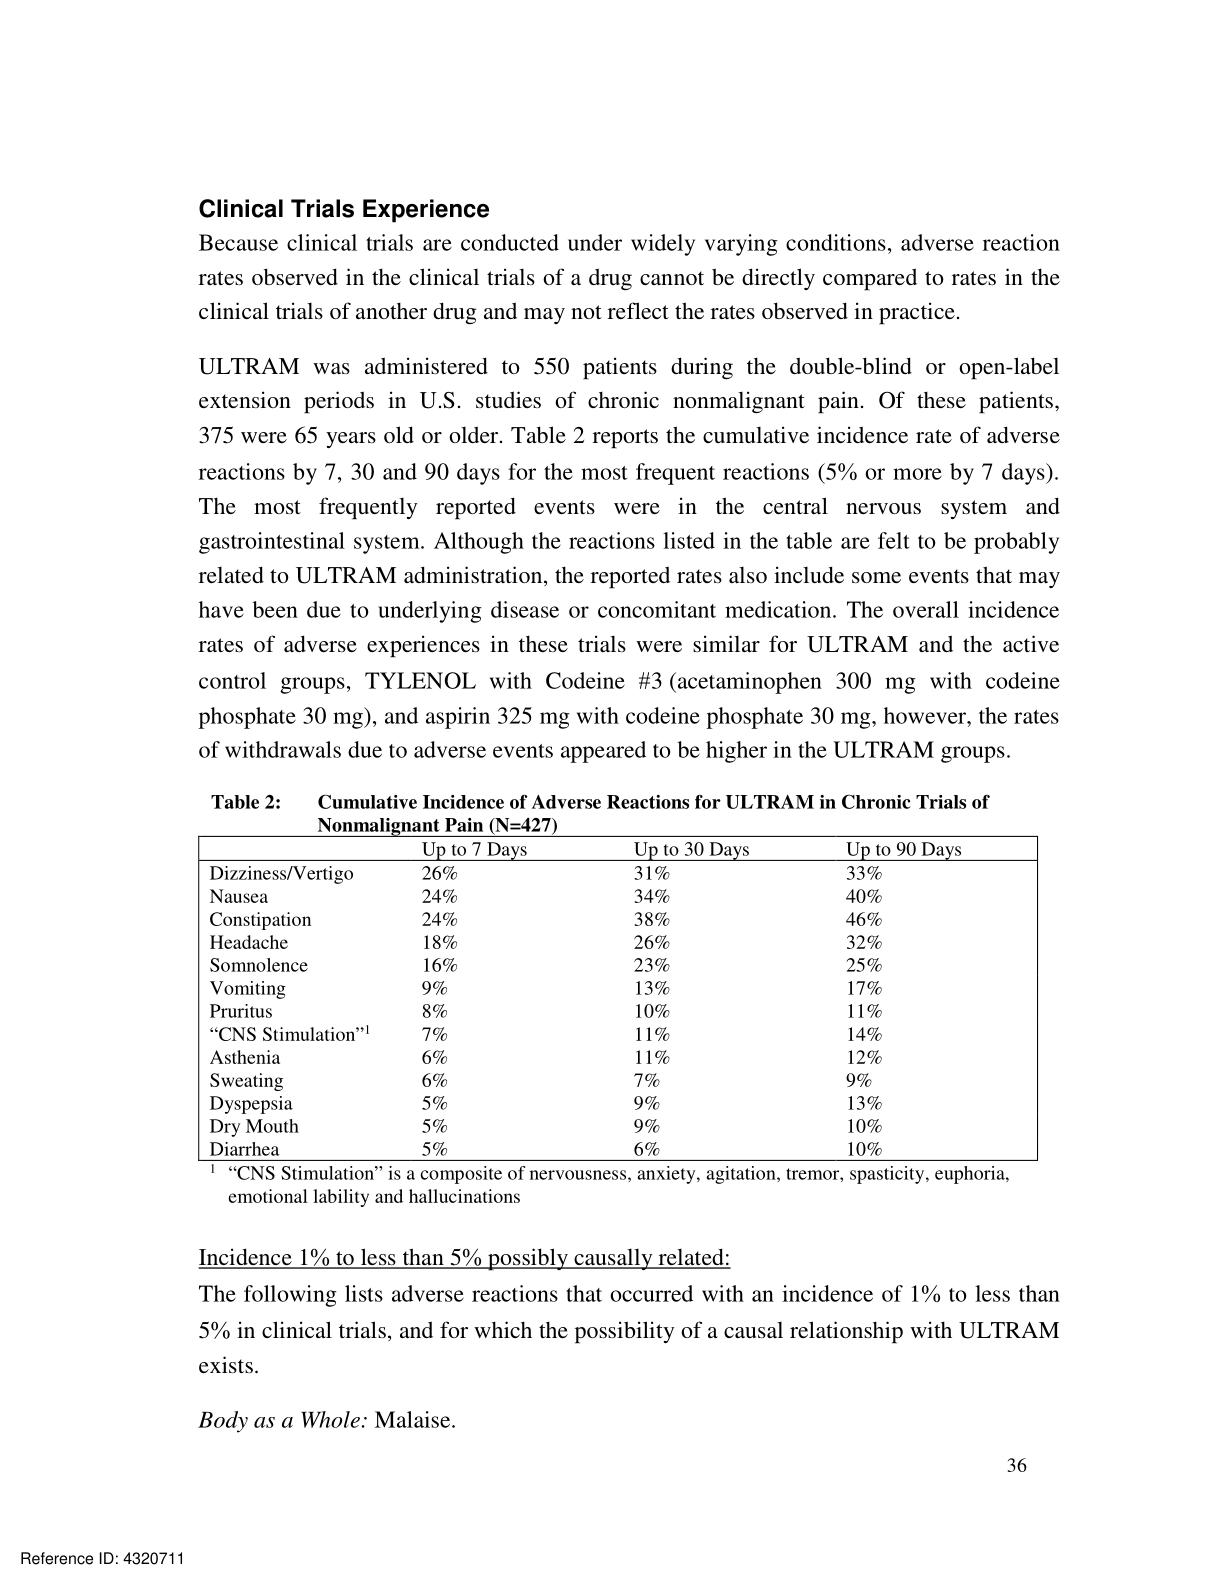 Clinical Trials Experience
Because clinical trials are conducted under widely varying conditions, adverse reaction
rates observed in the clinical trials of a drug cannot be directly compared to rates in the
clinical trials of another drug and may not reflect the rates observed in practice.
ULTRAM was administered to 550 patients during the double-blind or open-label
extension periods in U.S. studies of chronic nonmalignant pain. Of these patients,
375 were 65 years old or older. Table 2 reports the cumulative incidence rate of adverse
reactions by 7, 30 and 90 days for the most frequent reactions (5% or more by 7 days).
The most frequently reported events were in the central nervous system and
gastrointestinal system. Although the reactions listed in the table are felt to be probably
related to ULTRAM administration, the reported rates also include some events that may
have been due to underlying disease or concomitant medication. The overall incidence
rates of adverse experiences in these trials were similar for ULTRAM and the active
control groups, TYLENOL with Codeine #3 (acetaminophen 300 mg with codeine
phosphate 30 mg), and aspirin 325 mg with codeine phosphate 30 mg, however, the rates
of withdrawals due to adverse events appeared to be higher in the ULTRAM groups.
Table 2: Cumulative Incidence of Adverse Reactions for ULTRAM in Chronic Trials of
Nonmalignant Pain (N=427)
Up to 7 Days Up to 30 Days Up to 90 Days
Dizziness/Vertigo 26% 31% 33%
Nausea 24% 34% 40%
Constipation 24% 38% 46%
Headache 18% 26% 32%
Somnolence 16% 23% 25%
Vomiting 9% 13% 17%
Pruritus 8% 10% 11%
“CNS Stimulation”1 7% 11% 14%
Asthenia 6% 11% 12%
Sweating 6% 7% 9%
Dyspepsia 5% 9% 13%
Dry Mouth 5% 9% 10%
Diarrhea 5% 6% 10%
1 “CNS Stimulation” is a composite of nervousness, anxiety, agitation, tremor, spasticity, euphoria,
emotional lability and hallucinations
Incidence 1% to less than 5% possibly causally related:
The following lists adverse reactions that occurred with an incidence of 1% to less than
5% in clinical trials, and for which the possibility of a causal relationship with ULTRAM
exists.
Body as a Whole: Malaise.
36
Reference ID: 4320711